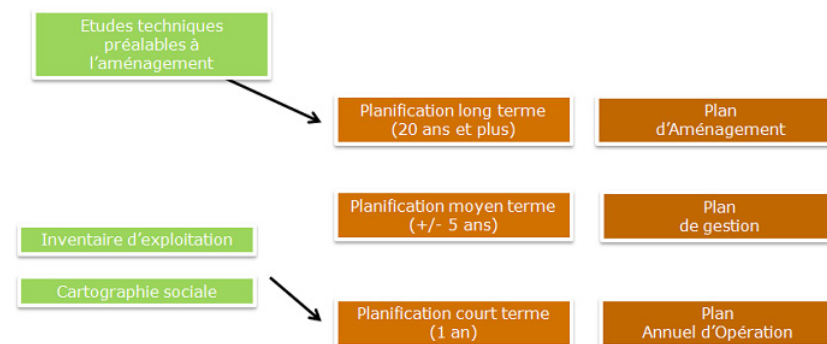 Etudes techniques
préalables à
l'aménagement
Planification long terme
(20 ans et plus)
Plan
d'Aménagement
Planification moyen terme
(+/- 5 ans)
Plan
de gestion
Inventaire d'exploitation
Cartographie sociale
Planification court terme
(1 an)
Plan
Annuel d'Opération